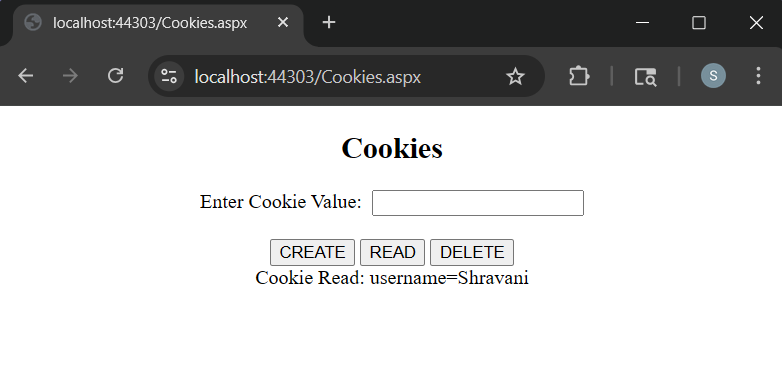 localhost:44303/Cookies.aspx
localhost:44303/Cookies.aspx
S
Cookies
Enter Cookie Value:
CREATE READ DELETE
Cookie Read: username=Shravani